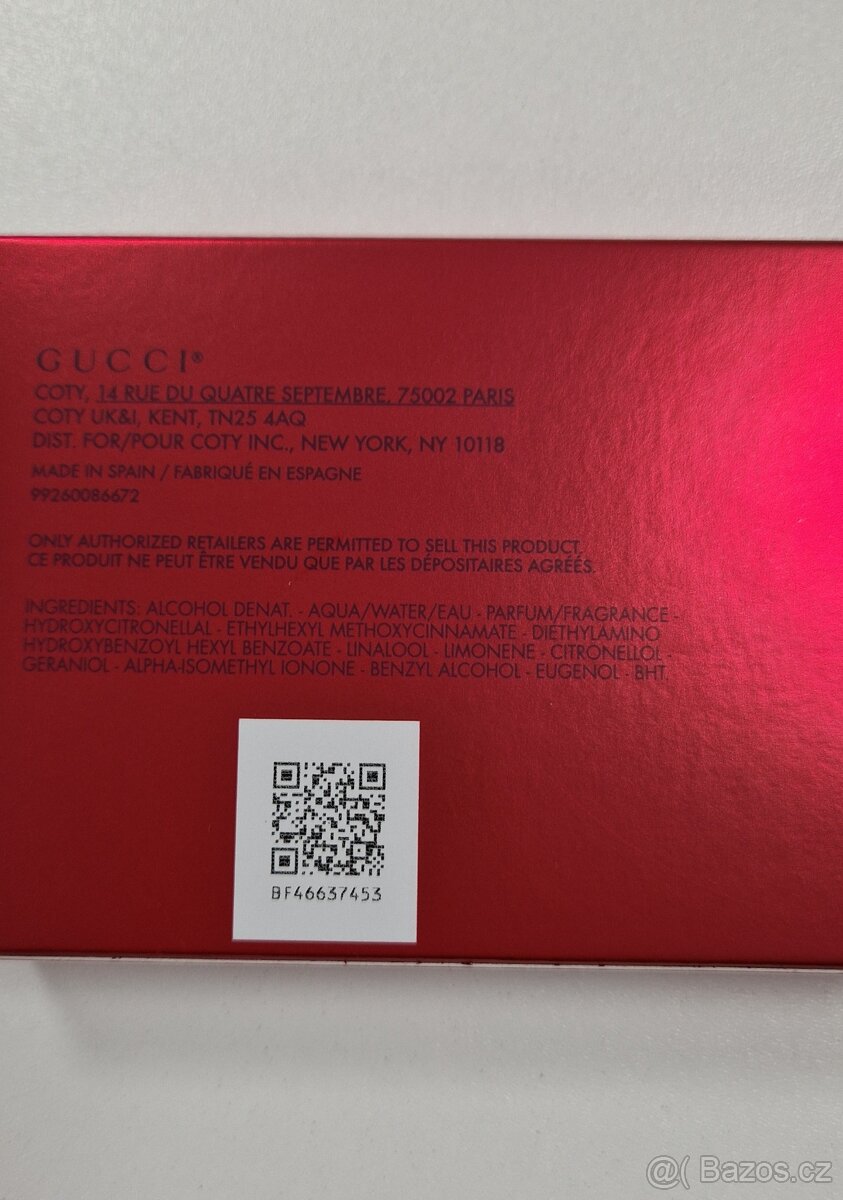 GUCCI®
COTY, 14 RUE DU QUATRE SEPTEMBRE, 75002 PARIS
COTY UK&I, KENT, TN25 4AQ
DIST. FOR/POUR COTY INC., NEW YORK, NY 10118
MADE IN SPAIN / FABRIQUÉ EN ESPAGNE
99260086672
ONLY AUTHORIZED RETAILERS ARE PERMITTED TO SELL THIS PRODUCT.
CE PRODUIT NE PEUT ÊTRE VENDU QUE PAR LES DÉPOSITAIRES AGRÉÉS.
INGREDIENTS: ALCOHOL DENAT. - AQUA/WATER/EAU - PARFUM/FRAGRANCE -
HYDROXYCITRONELLAL - ETHYLHEXYL METHOXYCINNAMATE - DIETHYLAMINO
HYDROXYBENZOYL HEXYL BENZOATE - LINALOOL - LIMONENE - CITRONELLOL -
GERANIOL - ALPHA-ISOMETHYL IONONE - BENZYL ALCOHOL - EUGENOL - BHT.
BF46637453
@( Bazos.cz